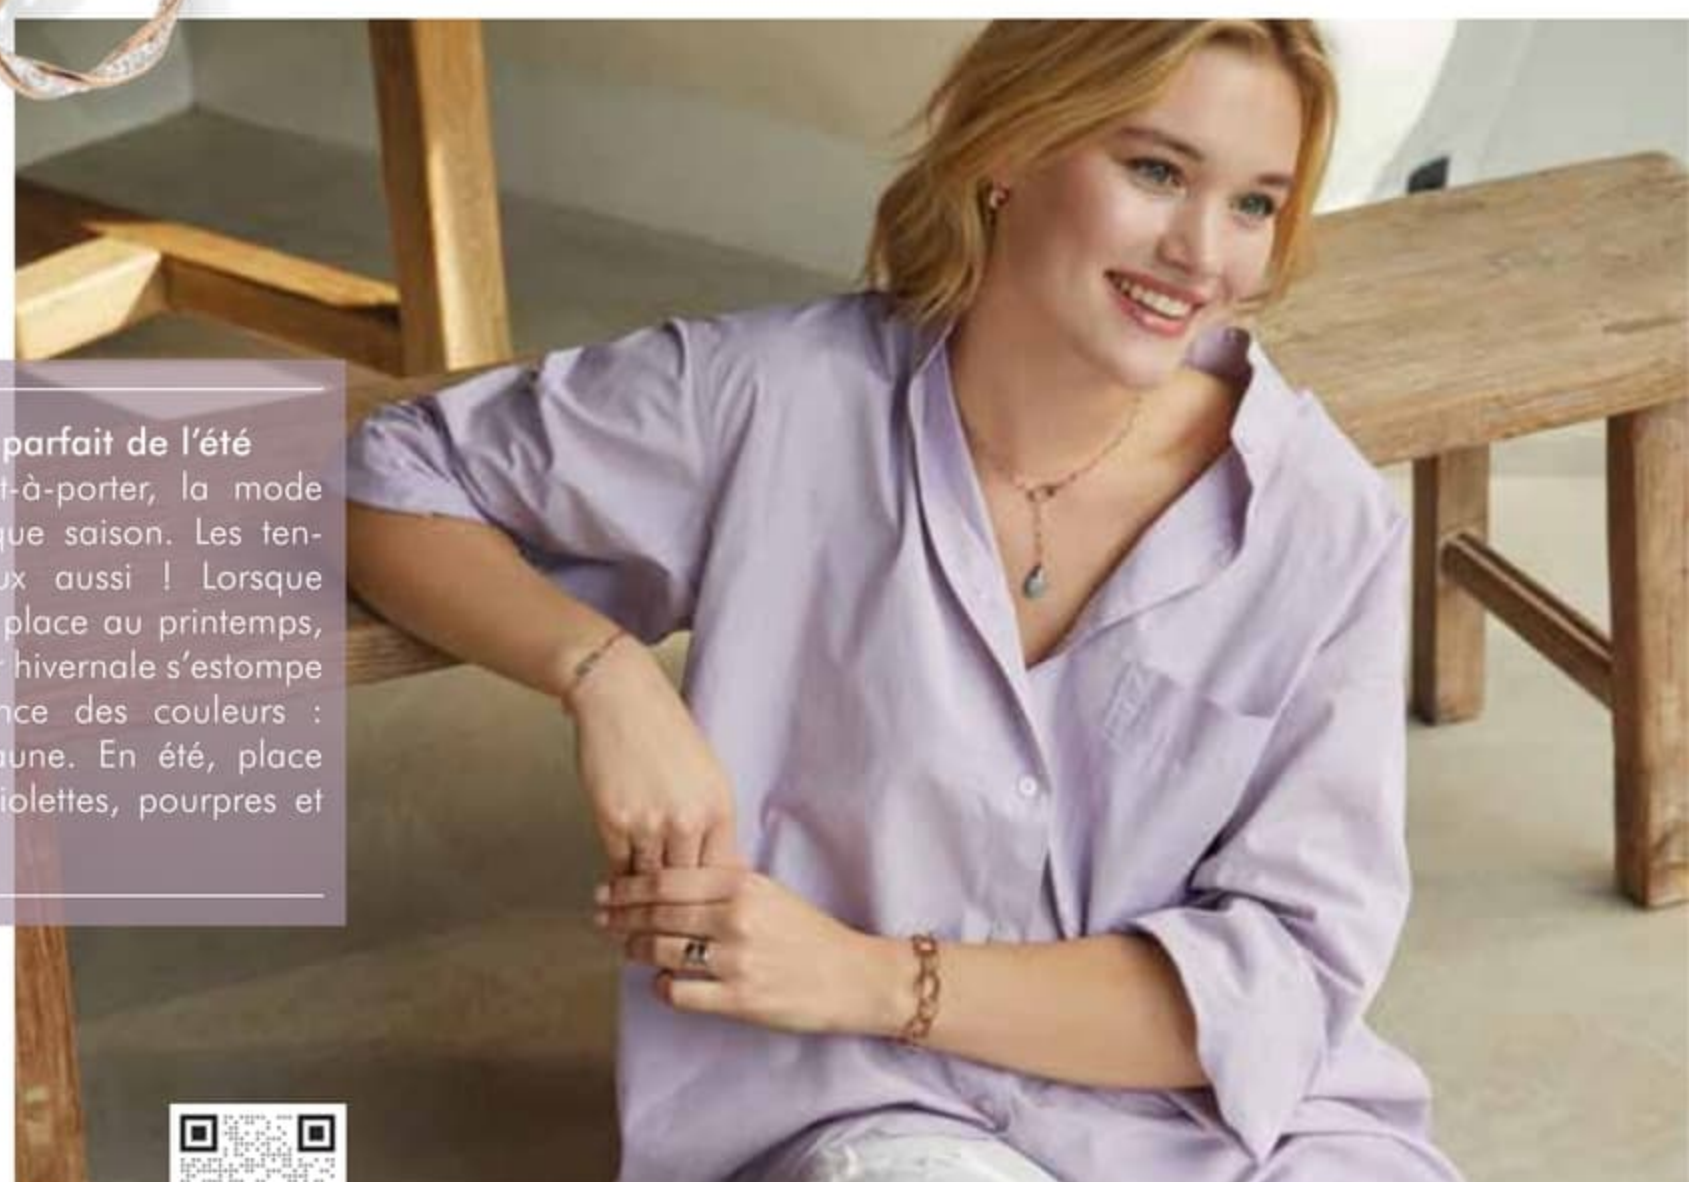 parfait de l’été
t-à-porter, la mode
que saison. Les ten-
ux aussi ! Lorsque
place au printemps,
r hivernale s’estompe
nce des couleurs :
aune. En été, place
iolettes, pourpres et